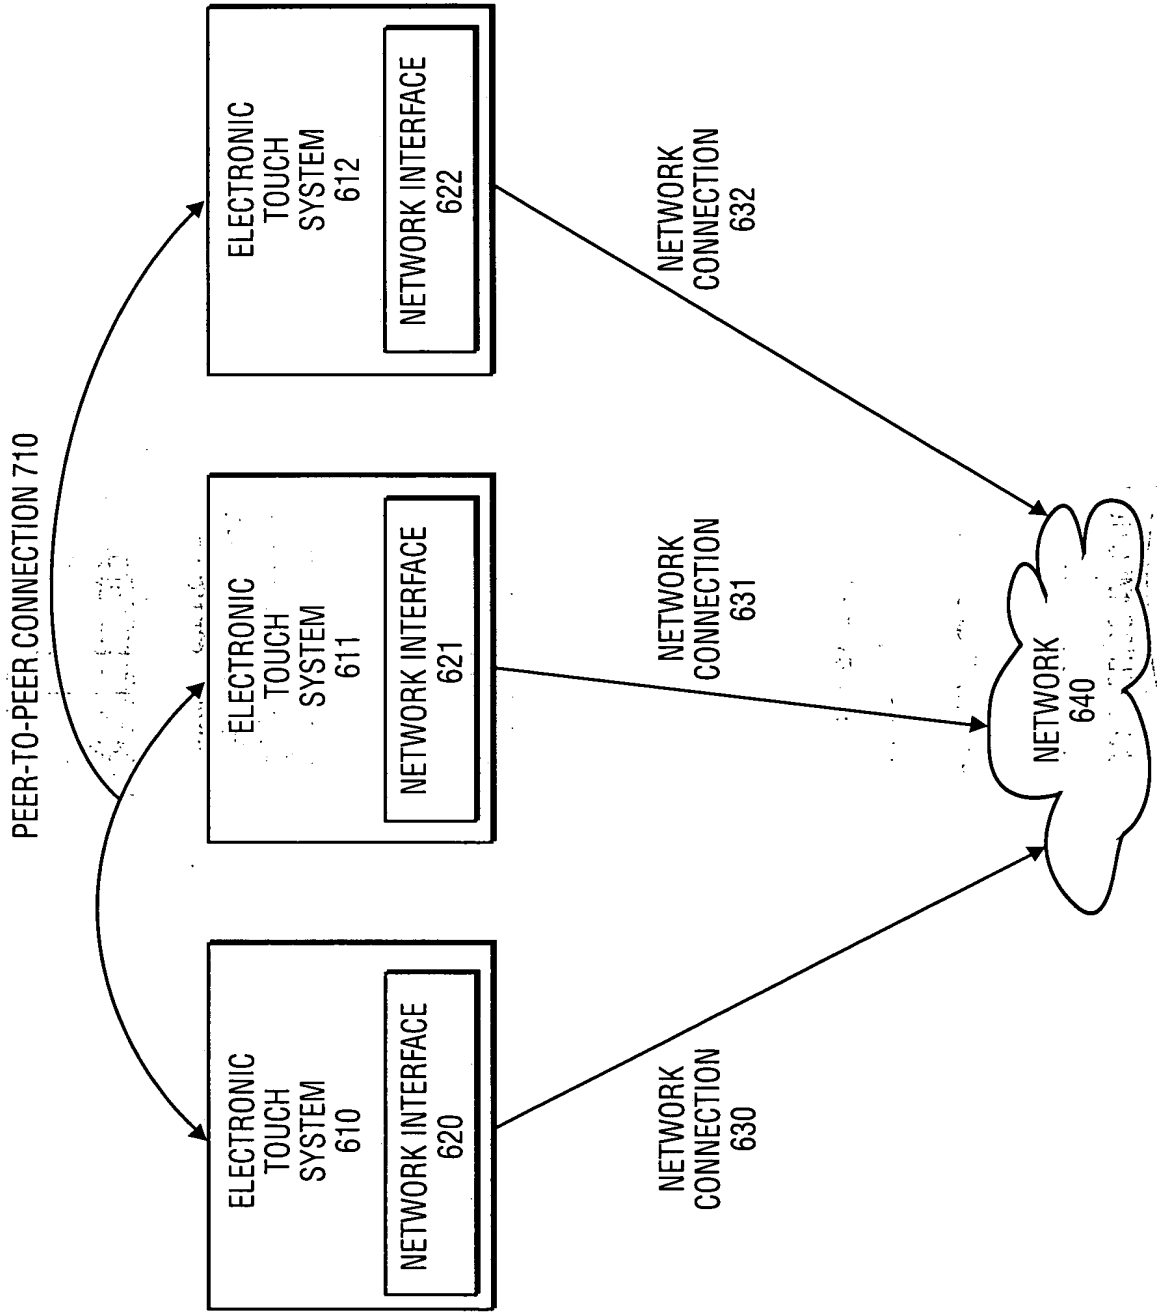 PEER-TO-PEER CONNECTION 710
ELECTRONIC
TOUCH
SYSTEM
610
NETWORK INTERFACE
620
ELECTRONIC
TOUCH
SYSTEM
611
NETWORK INTERFACE
621
ELECTRONIC
TOUCH
SYSTEM
612
NETWORK INTERFACE
622
NETWORK
CONNECTION
630
NETWORK
CONNECTION
631
NETWORK
CONNECTION
632
NETWORK
640